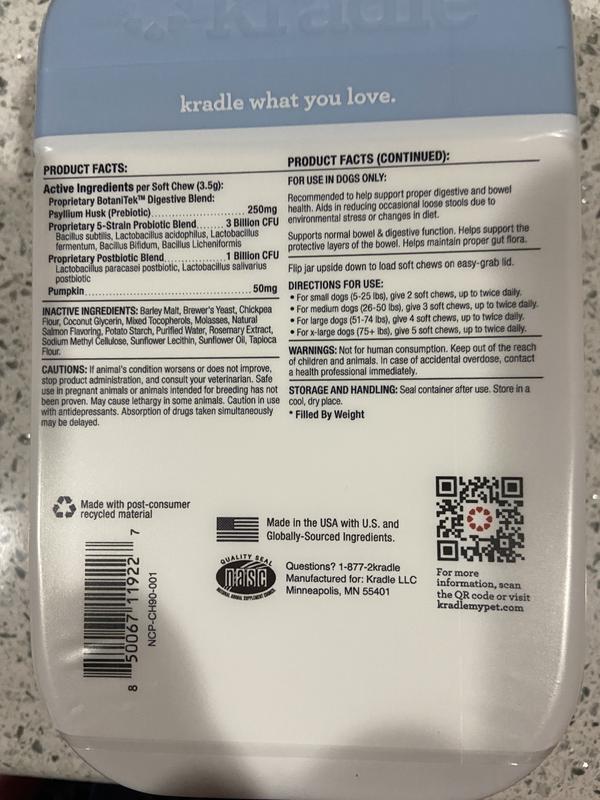 kradle
kradle what you love.
PRODUCT FACTS:
Active Ingredients per Soft Chew (3.5g):
Proprietary BotaniTek™ Digestive Blend:
Psyllium Husk (Prebiotic)........................ 250mg
Proprietary 5-Strain Probiotic Blend....... 3 Billion CFU
Bacillus subtilis, Lactobacillus acidophilus, Lactobacillus
fermentum, Bacillus Bifidum, Bacillus Licheniformis
Proprietary Postbiotic Blend................ 1 Billion CFU
Lactobacillus paracasei postbiotic, Lactobacillus salivarius
postbiotic
Pumpkin.......................................... 50mg
INACTIVE INGREDIENTS: Barley Malt, Brewer's Yeast, Chickpea
Flour, Coconut Glycerin, Mixed Tocopherols, Molasses, Natural
Salmon Flavoring, Potato Starch, Purified Water, Rosemary Extract,
Sodium Methyl Cellulose, Sunflower Lecithin, Sunflower Oil, Tapioca
Flour.
CAUTIONS: If animal's condition worsens or does not improve,
stop product administration, and consult your veterinarian. Safe
use in pregnant animals or animals intended for breeding has not
been proven. May cause lethargy in some animals. Caution in use
with antidepressants. Absorption of drugs taken simultaneously
may be delayed.
PRODUCT FACTS (CONTINUED):
FOR USE IN DOGS ONLY:
Recommended to help support proper digestive and bowel
health. Aids in reducing occasional loose stools due to
environmental stress or changes in diet.
Supports normal bowel & digestive function. Helps support the
protective layers of the bowel. Helps maintain proper gut flora.
Flip jar upside down to load soft chews on easy-grab lid.
DIRECTIONS FOR USE:
• For small dogs (5-25 lbs), give 2 soft chews, up to twice daily.
• For medium dogs (26-50 lbs), give 3 soft chews, up to twice daily.
• For large dogs (51-74 lbs), give 4 soft chews, up to twice daily.
• For x-large dogs (75+ lbs), give 5 soft chews, up to twice daily.
WARNINGS: Not for human consumption. Keep out of the reach
of children and animals. In case of accidental overdose, contact
a health professional immediately.
STORAGE AND HANDLING: Seal container after use. Store in a
cool, dry place.
* Filled By Weight
Made with post-consumer
recycled material
8 50067 11922 7
NCP-CH90-001
Made in the USA with U.S. and
Globally-Sourced Ingredients.
QUALITY SEAL
nasc
NATIONAL ANIMAL SUPPLEMENT COUNCIL
Questions? 1-877-2kradle
Manufactured for: Kradle LLC
Minneapolis, MN 55401
For more
information, scan
the QR code or visit
kradlemypet.com